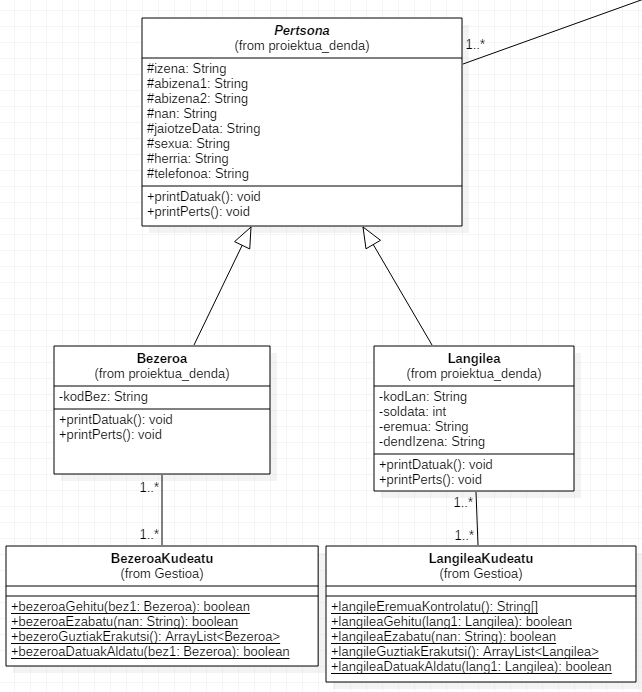 Pertsona
(from proiektua_denda)
1..*
#izena: String
#abizena1: String
#abizena2: String
#nan: String
#jaiotzeData: String
#sexua: String
#herria: String
#telefonoa: String
+printDatuak(): void
+printPerts(): void
Bezeroa
(from proiektua_denda)
-kodBez: String
+printDatuak(): void
+printPerts(): void
1..*
1..*
Langilea
(from proiektua_denda)
-kodLan: String
-soldata: int
-eremua: String
-dendIzena: String
+printDatuak(): void
+printPerts(): void
1..*
1..*
BezeroaKudeatu
(from Gestioa)
+bezeroaGehitu(bez1: Bezeroa): boolean
+bezeroaEzabatu(nan: String): boolean
+bezeroGuztiakErakutsi(): ArrayList<Bezeroa>
+bezeroaDatuakAldatu(bez1: Bezeroa): boolean
LangileaKudeatu
(from Gestioa)
+langileEremuaKontrolatu(): String[]
+langileaGehitu(lang1: Langilea): boolean
+langileaEzabatu(nan: String): boolean
+langileGuztiakErakutsi(): ArrayList<Langilea>
+langileaDatuakAldatu(lang1: Langilea): boolean